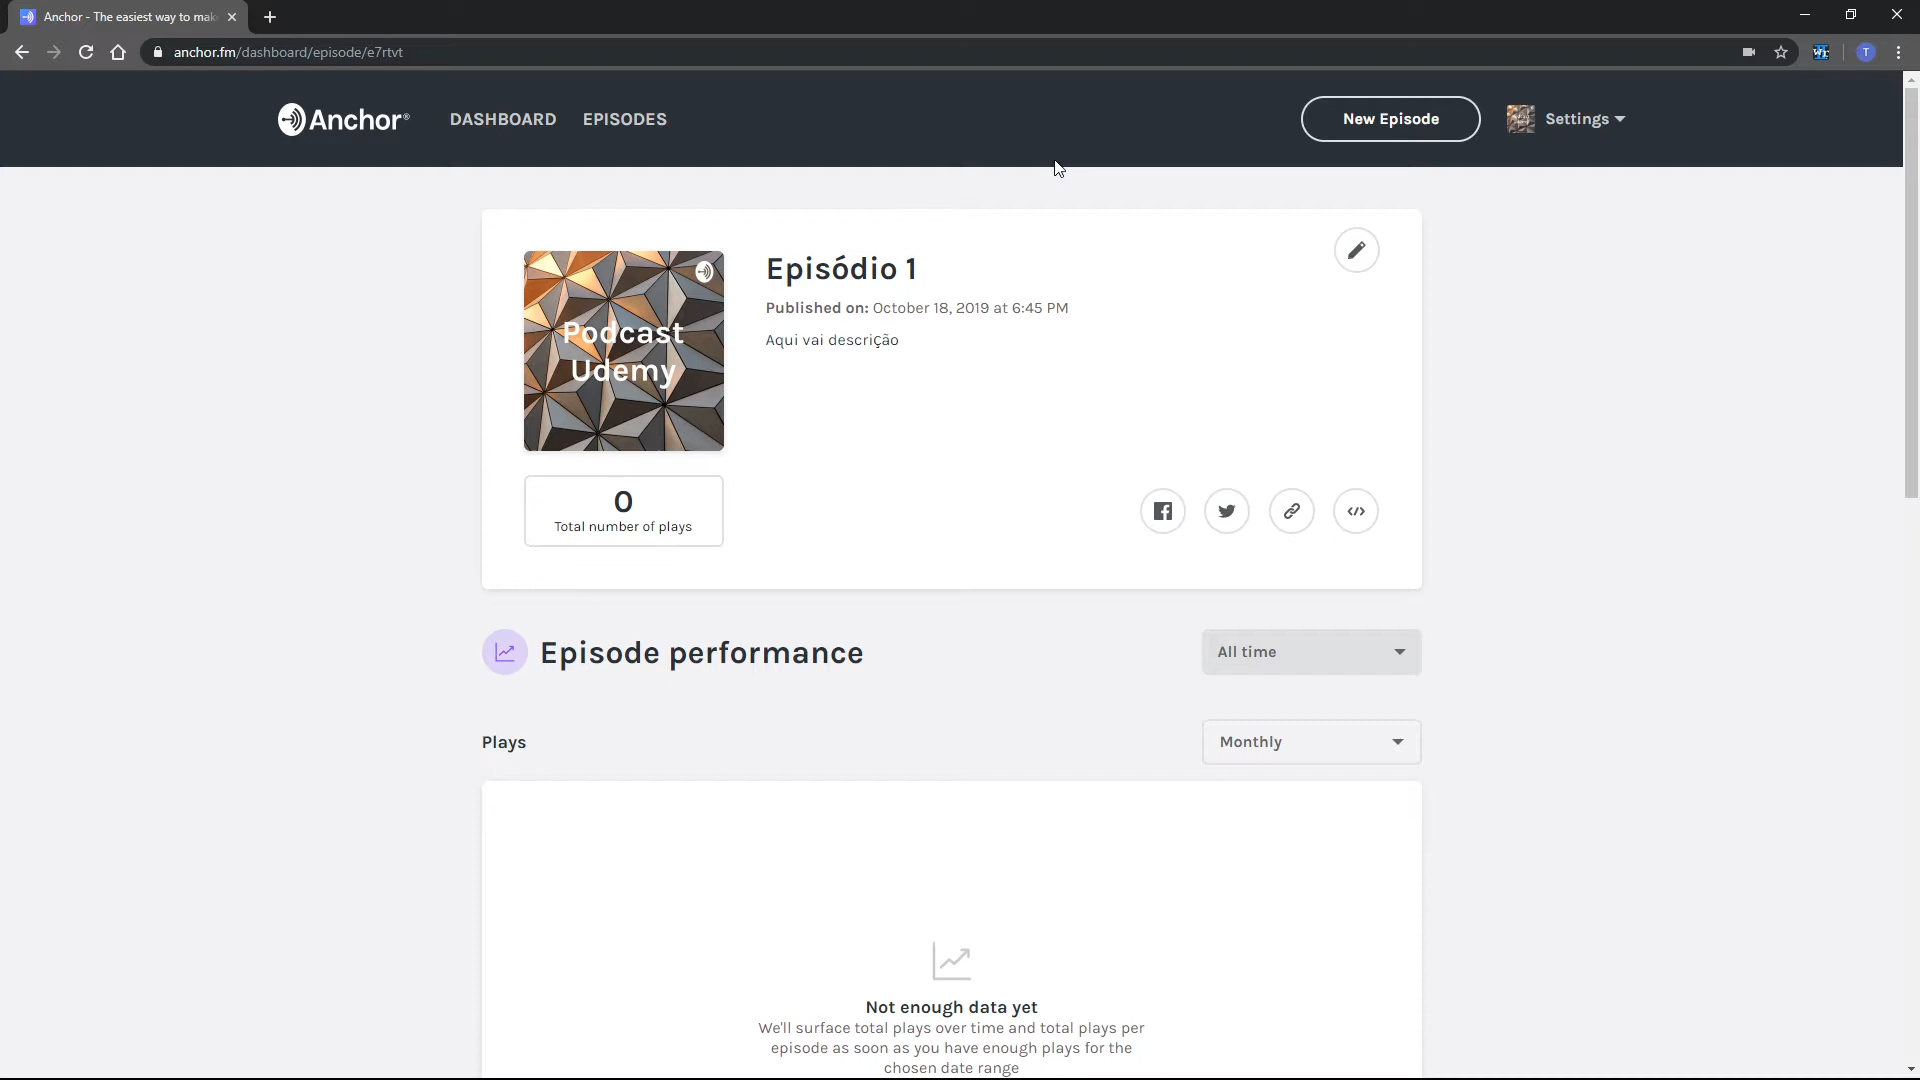 Anchor - The easiest way to mak
anchor.fm/dashboard/episode/e7rtvt
T
Anchor®
DASHBOARD
EPISODES
New Episode
Settings
Podcast
Udemy
Episódio 1
Published on: October 18, 2019 at 6:45 PM
Aqui vai descrição
0
Total number of plays
Episode performance
All time
Plays
Monthly
Not enough data yet
We'll surface total plays over time and total plays per
episode as soon as you have enough plays for the
chosen date range